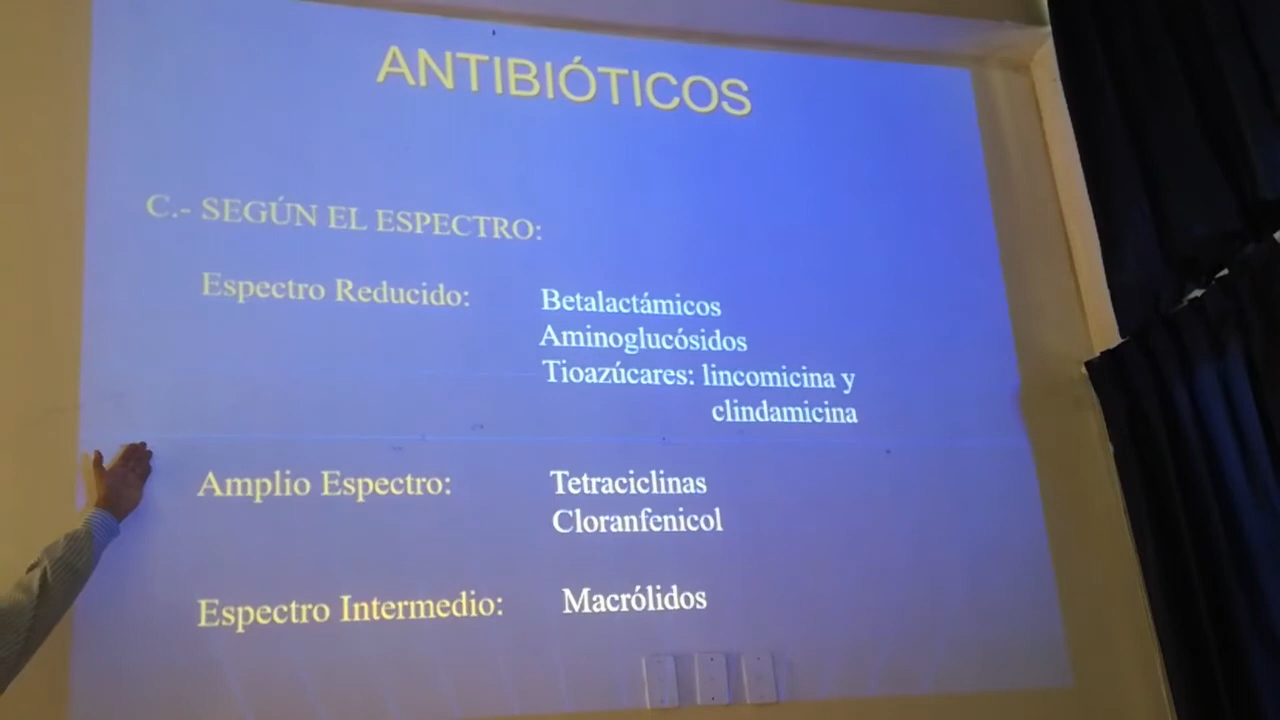 ANTIBIÓTICOS
C.- SEGÚN EL ESPECTRO:
Espectro Reducido: Betalactámicos
Aminoglucósidos
Tioazúcares: lincomicina y
clindamicina
Amplio Espectro: Tetraciclinas
Cloranfenicol
Espectro Intermedio: Macrólidos